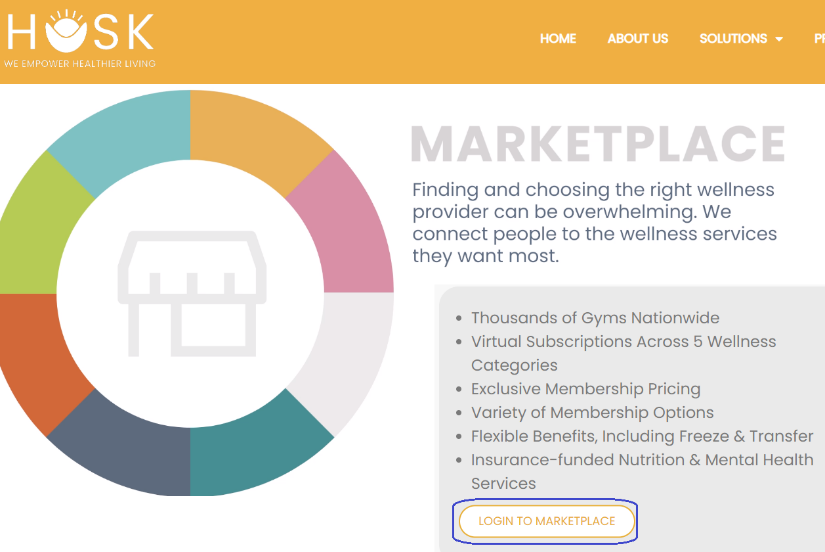 HUSK
WE EMPOWER HEALTHIER LIVING
HOME ABOUT US SOLUTIONS
MARKETPLACE
Finding and choosing the right wellness
provider can be overwhelming. We
connect people to the wellness services
they want most.
• Thousands of Gyms Nationwide
• Virtual Subscriptions Across 5 Wellness
Categories
• Exclusive Membership Pricing
• Variety of Membership Options
• Flexible Benefits, Including Freeze & Transfer
• Insurance-funded Nutrition & Mental Health
Services
LOGIN TO MARKETPLACE